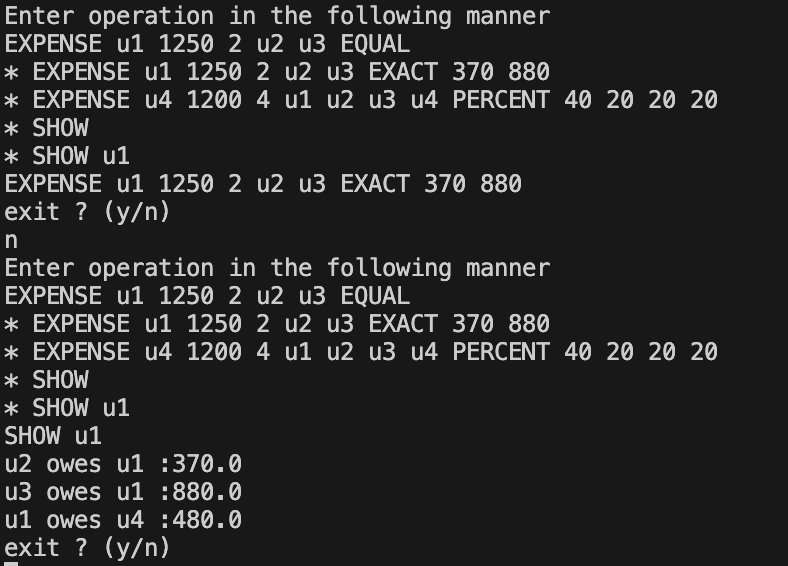 Enter operation in the following manner
EXPENSE u1 1250 2 u2 u3 EQUAL
* EXPENSE u1 1250 2 u2 u3 EXACT 370 880
* EXPENSE u4 1200 4 u1 u2 u3 u4 PERCENT 40 20 20 20
* SHOW
* SHOW u1
EXPENSE u1 1250 2 u2 u3 EXACT 370 880
exit ? (y/n)
n
Enter operation in the following manner
EXPENSE u1 1250 2 u2 u3 EQUAL
* EXPENSE u1 1250 2 u2 u3 EXACT 370 880
* EXPENSE u4 1200 4 u1 u2 u3 u4 PERCENT 40 20 20 20
* SHOW
* SHOW u1
SHOW u1
u2 owes u1 :370.0
u3 owes u1 :880.0
u1 owes u4 :480.0
exit ? (y/n)